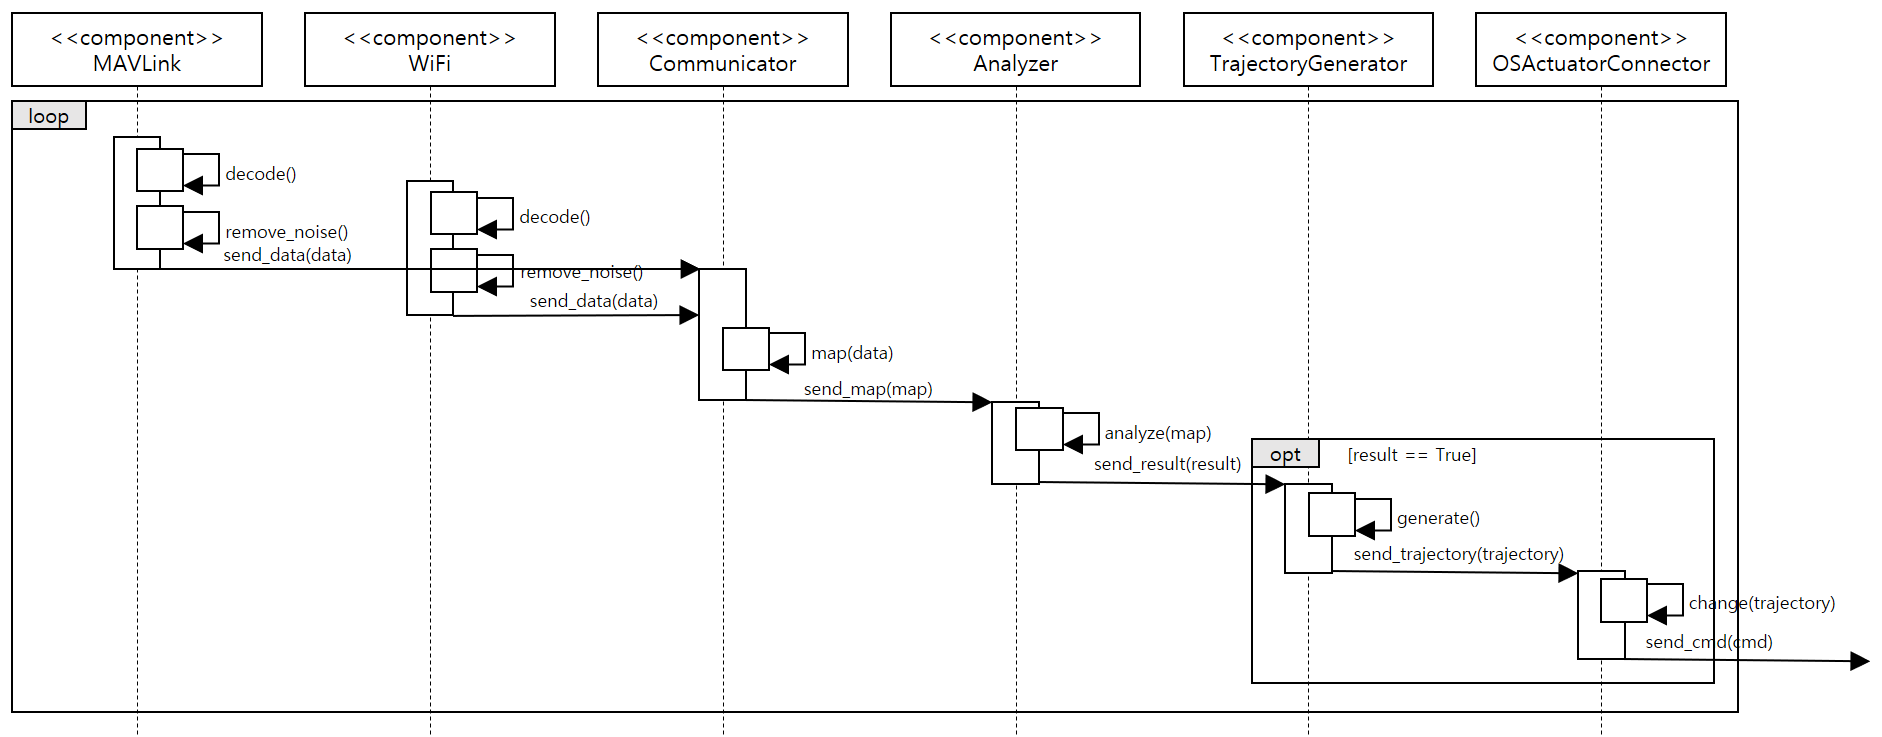 <<component>>
MAVLink
<<component>>
WiFi
<<component>>
Communicator
<<component>>
Analyzer
<<component>>
TrajectoryGenerator
<<component>>
OSActuatorConnector
loop
decode()
decode()
remove_noise()
send_data(data)
remove_noise()
send_data(data)
map(data)
send_map(map)
analyze(map)
send_result(result)
opt
[result == True]
generate()
send_trajectory(trajectory)
change(trajectory)
send_cmd(cmd)